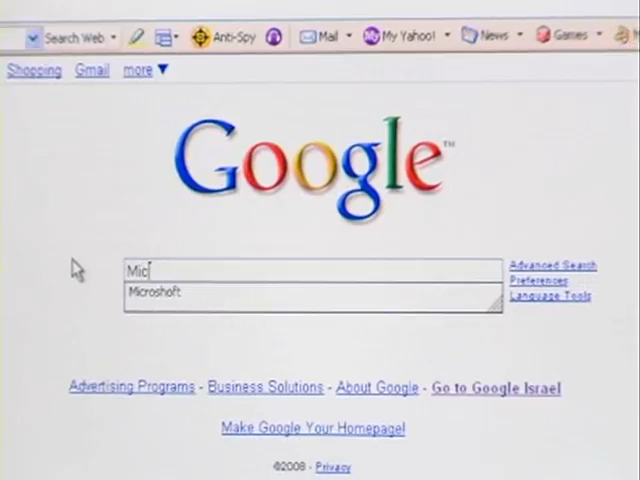 Search Web Anti-Spy Mail My Yahoo! News Games
Shopping Gmail more
Google™
Mic
Microshoft
Advanced Search
Preferences
Language Tools
Advertising Programs - Business Solutions - About Google - Go to Google Israel
Make Google Your Homepage!
©2008 - Privacy